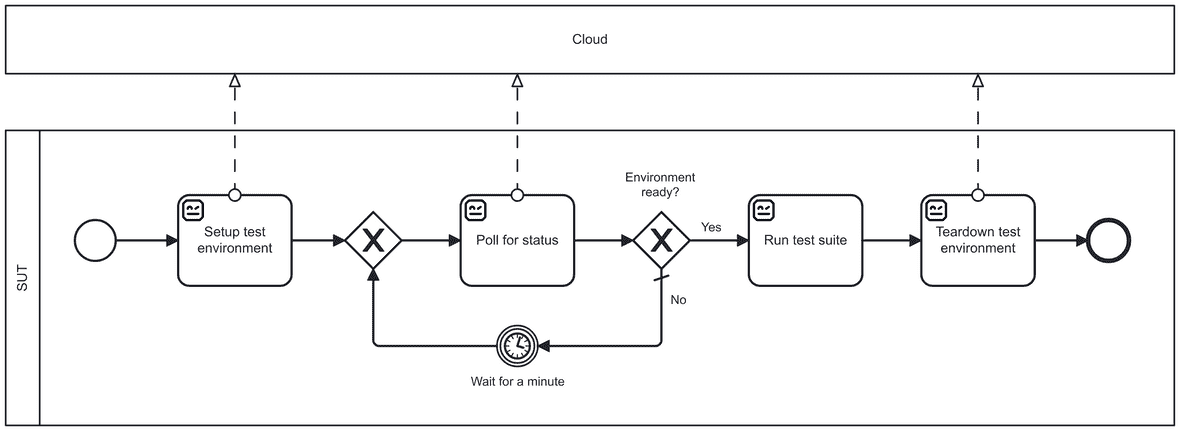 Cloud
SUT
Setup test
environment
Poll for status
Environment
ready?
Yes
No
Run test suite
Teardown test
environment
Wait for a minute